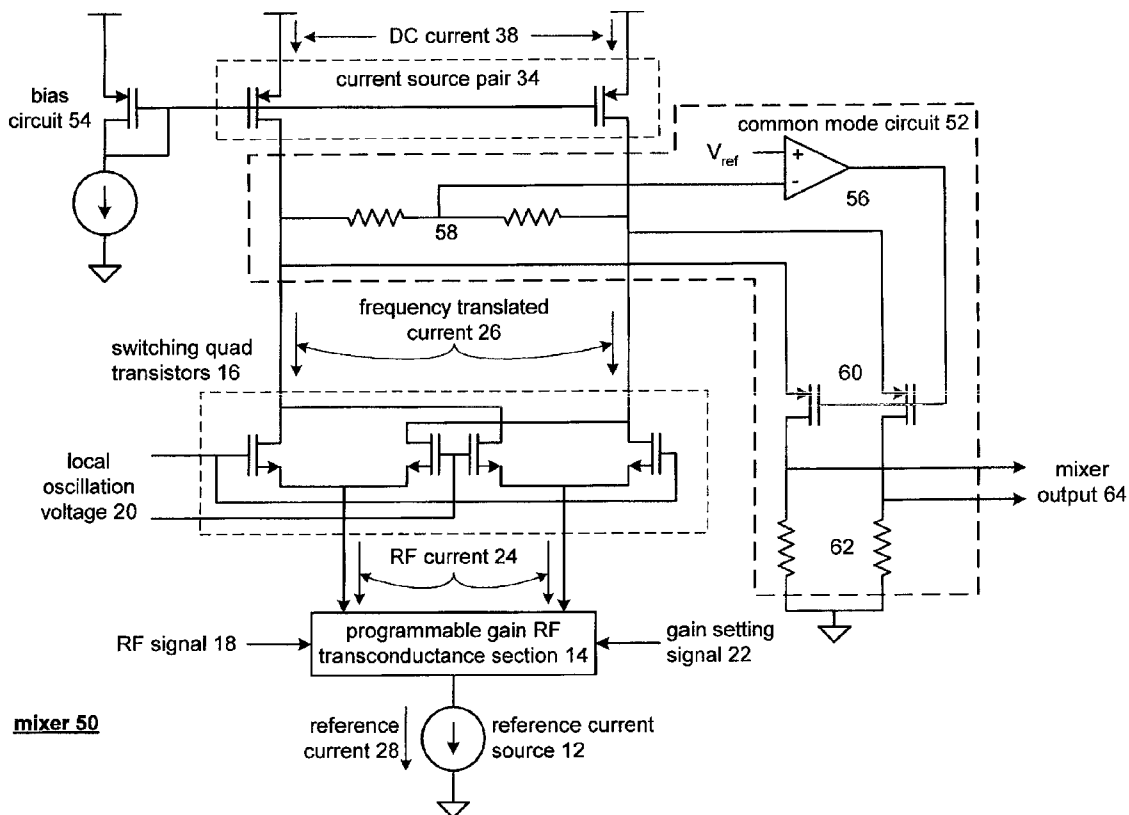 DC current 38
current source pair 34
bias
circuit 54
common mode circuit 52
Vref
+
-
56
58
frequency translated
current 26
switching quad
transistors 16
60
local
oscillation
voltage 20
mixer
output 64
62
RF current 24
RF signal 18
programmable gain RF
transconductance section 14
gain setting
signal 22
mixer 50
reference
current 28
reference current
source 12